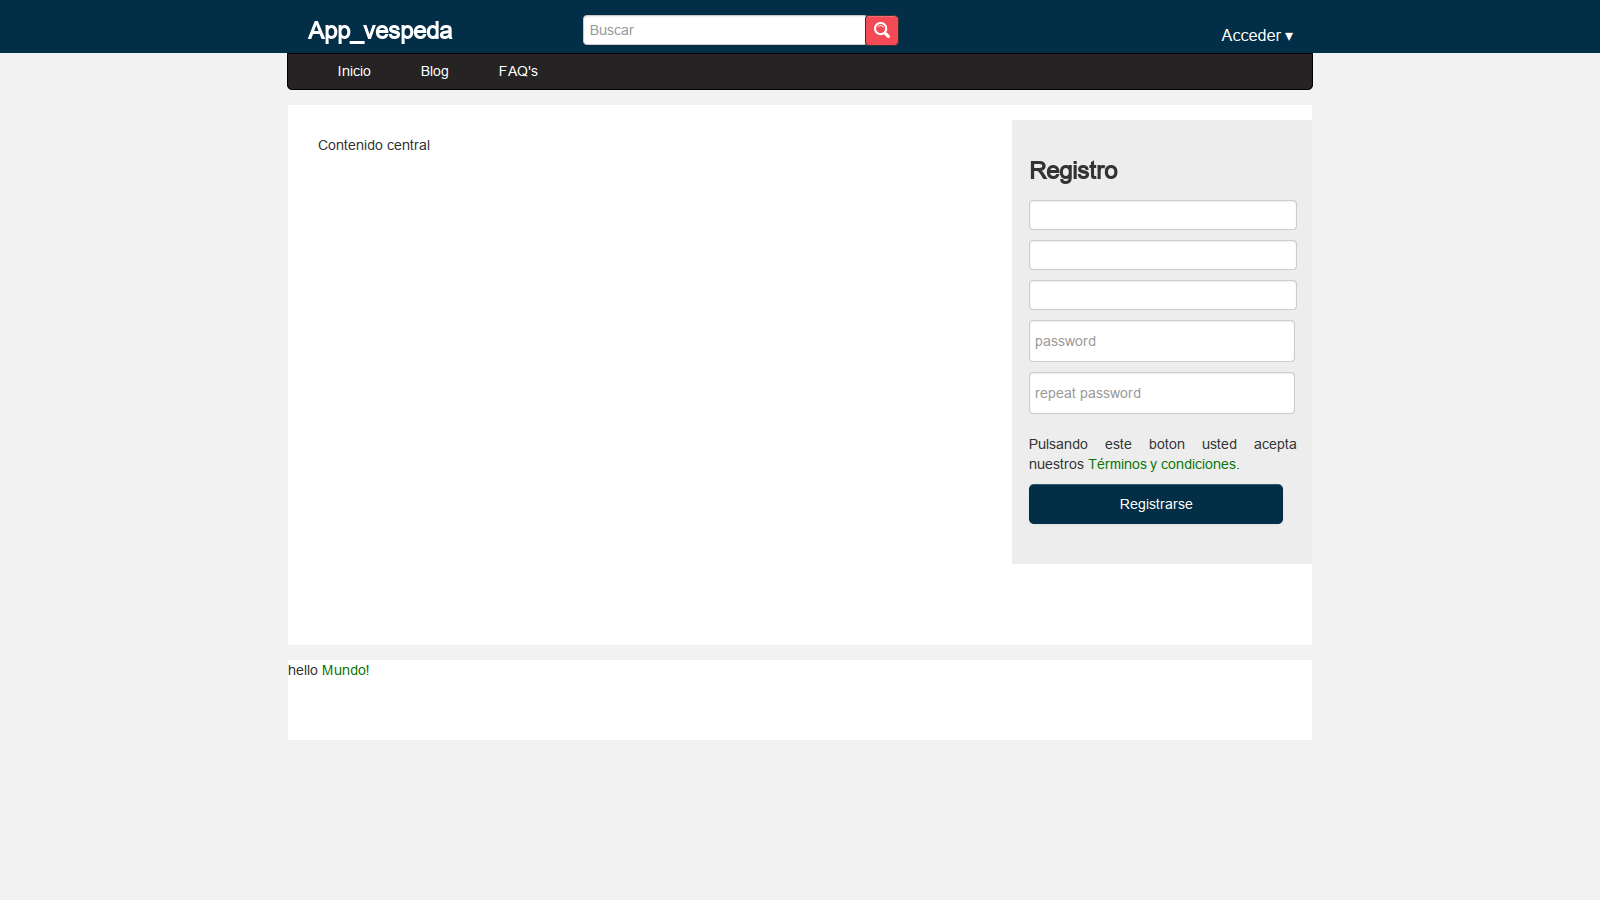 App_vespeda
Buscar
Acceder ▾
Inicio
Blog
FAQ's
Contenido central
Registro
password
repeat password
Pulsando este boton usted acepta
nuestros Términos y condiciones.
Registrarse
hello Mundo!